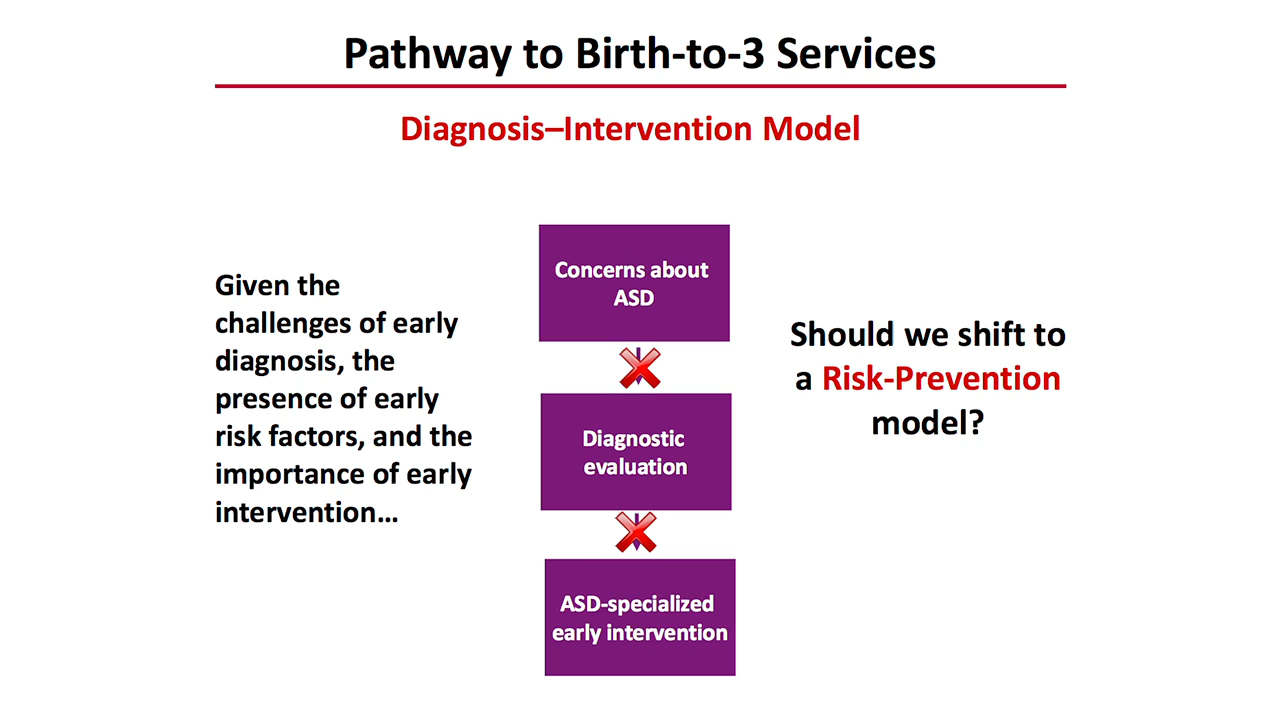 Pathway to Birth-to-3 Services
Diagnosis–Intervention Model
Given the
challenges of early
diagnosis, the
presence of early
risk factors, and the
importance of early
intervention…
Concerns about
ASD
Diagnostic
evaluation
ASD-specialized
early intervention
Should we shift to
a Risk-Prevention
model?